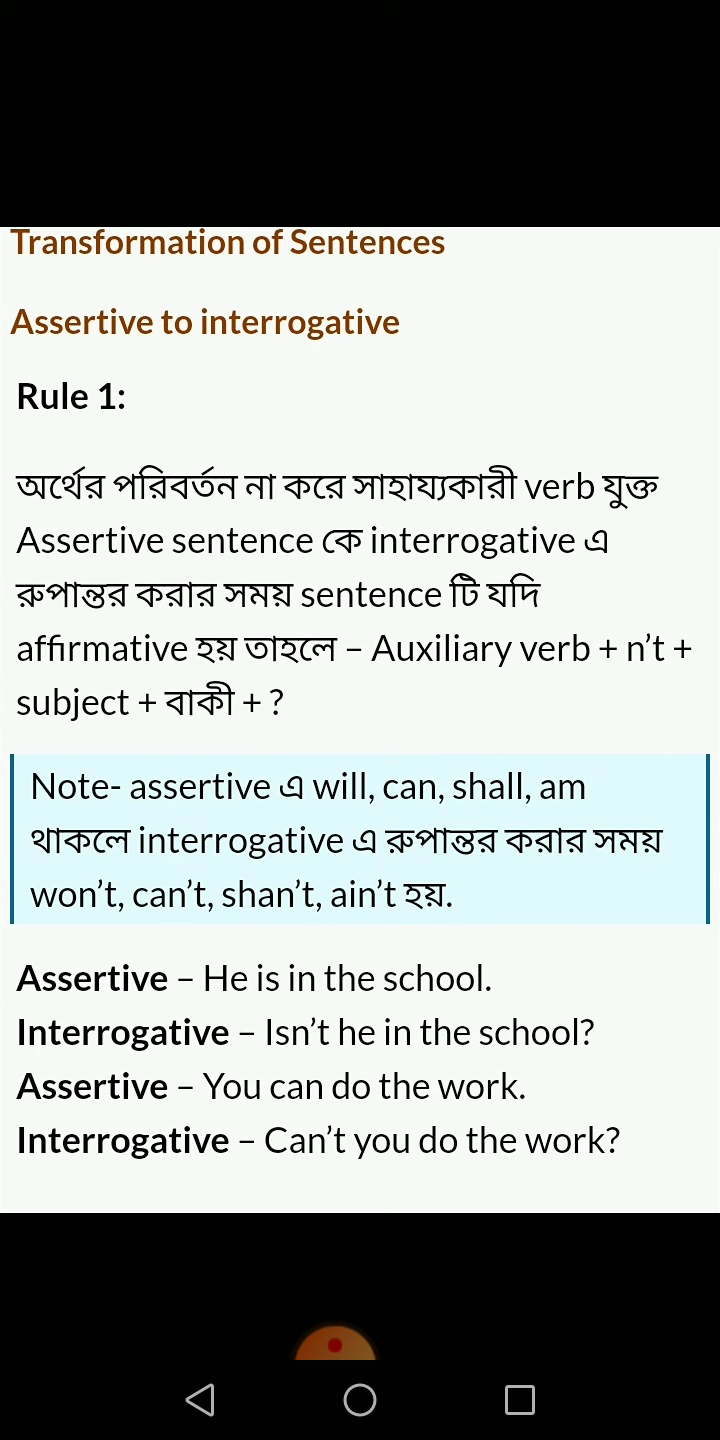 Transformation of Sentences
Assertive to interrogative
Rule 1:
অর্থের পরিবর্তন না করে সাহায্যকারী verb যুক্ত
Assertive sentence কে interrogative এ
রুপান্তর করার সময় sentence টি যদি
affirmative হয় তাহলে – Auxiliary verb + n’t +
subject + বাকী + ?
Note- assertive এ will, can, shall, am
থাকলে interrogative এ রুপান্তর করার সময়
won’t, can’t, shan’t, ain’t হয়.
Assertive – He is in the school.
Interrogative – Isn’t he in the school?
Assertive – You can do the work.
Interrogative – Can’t you do the work?